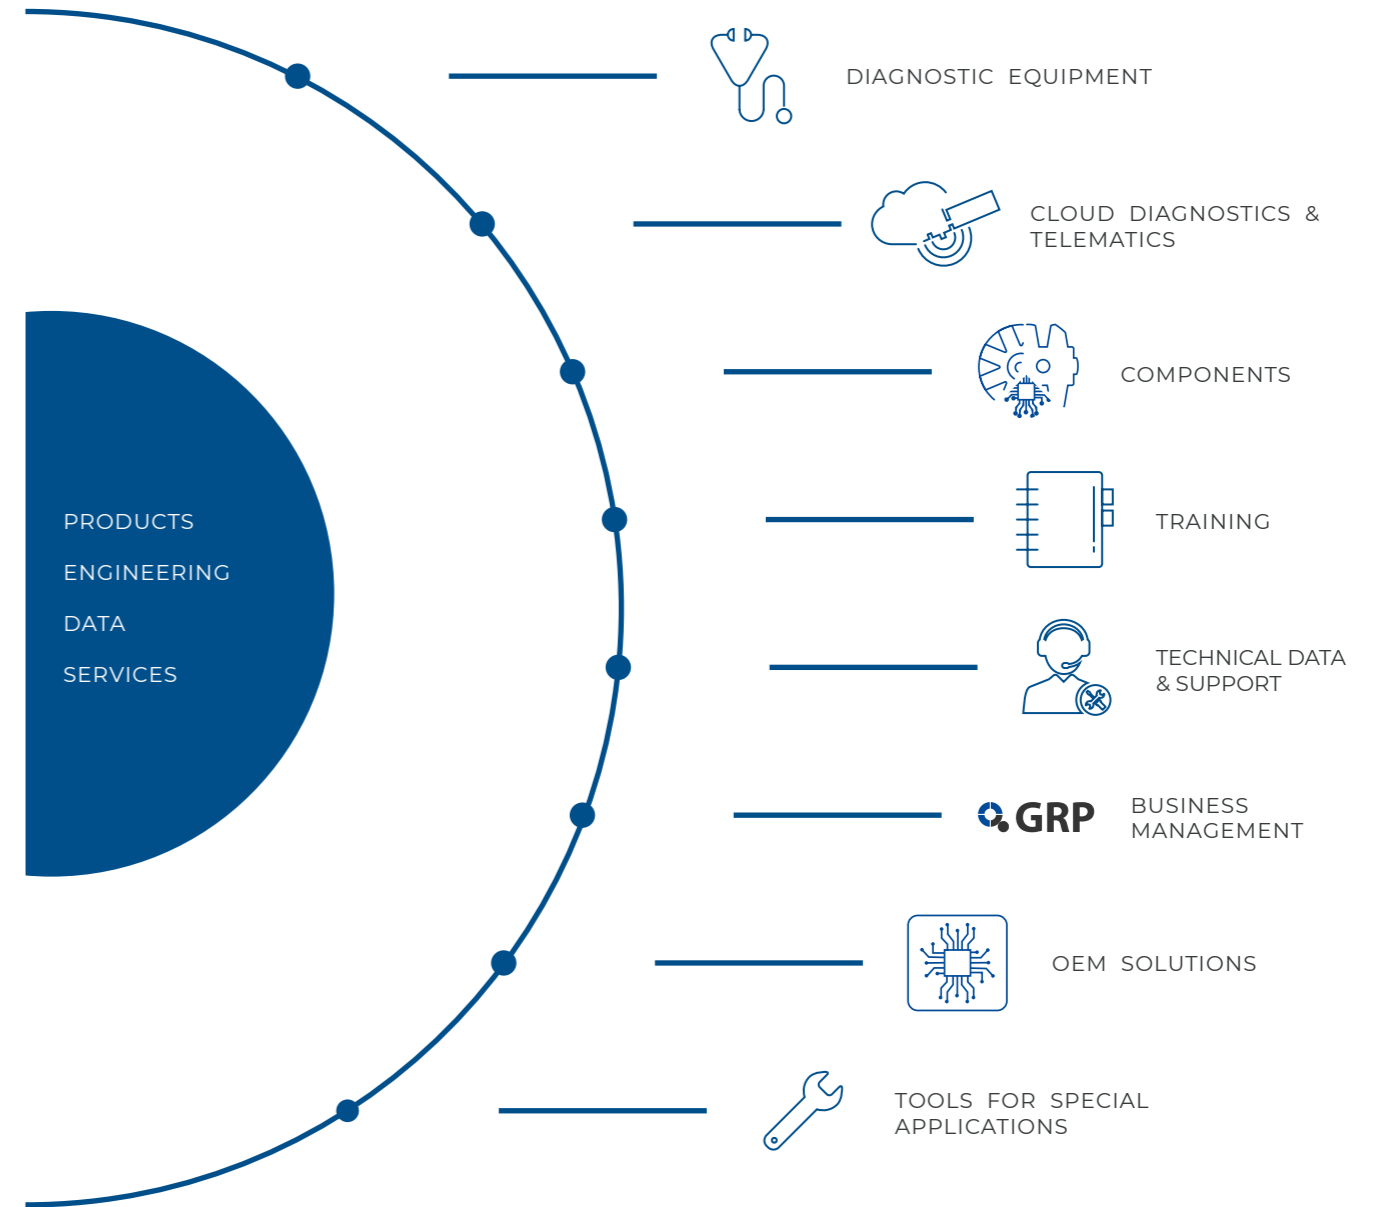 DIAGNOSTIC EQUIPMENT
CLOUD DIAGNOSTICS &
TELEMATICS
COMPONENTS
PRODUCTS
ENGINEERING
DATA
SERVICES
TRAINING
TECHNICAL DATA
& SUPPORT
GRP
BUSINESS
MANAGEMENT
OEM SOLUTIONS
TOOLS FOR SPECIAL
APPLICATIONS